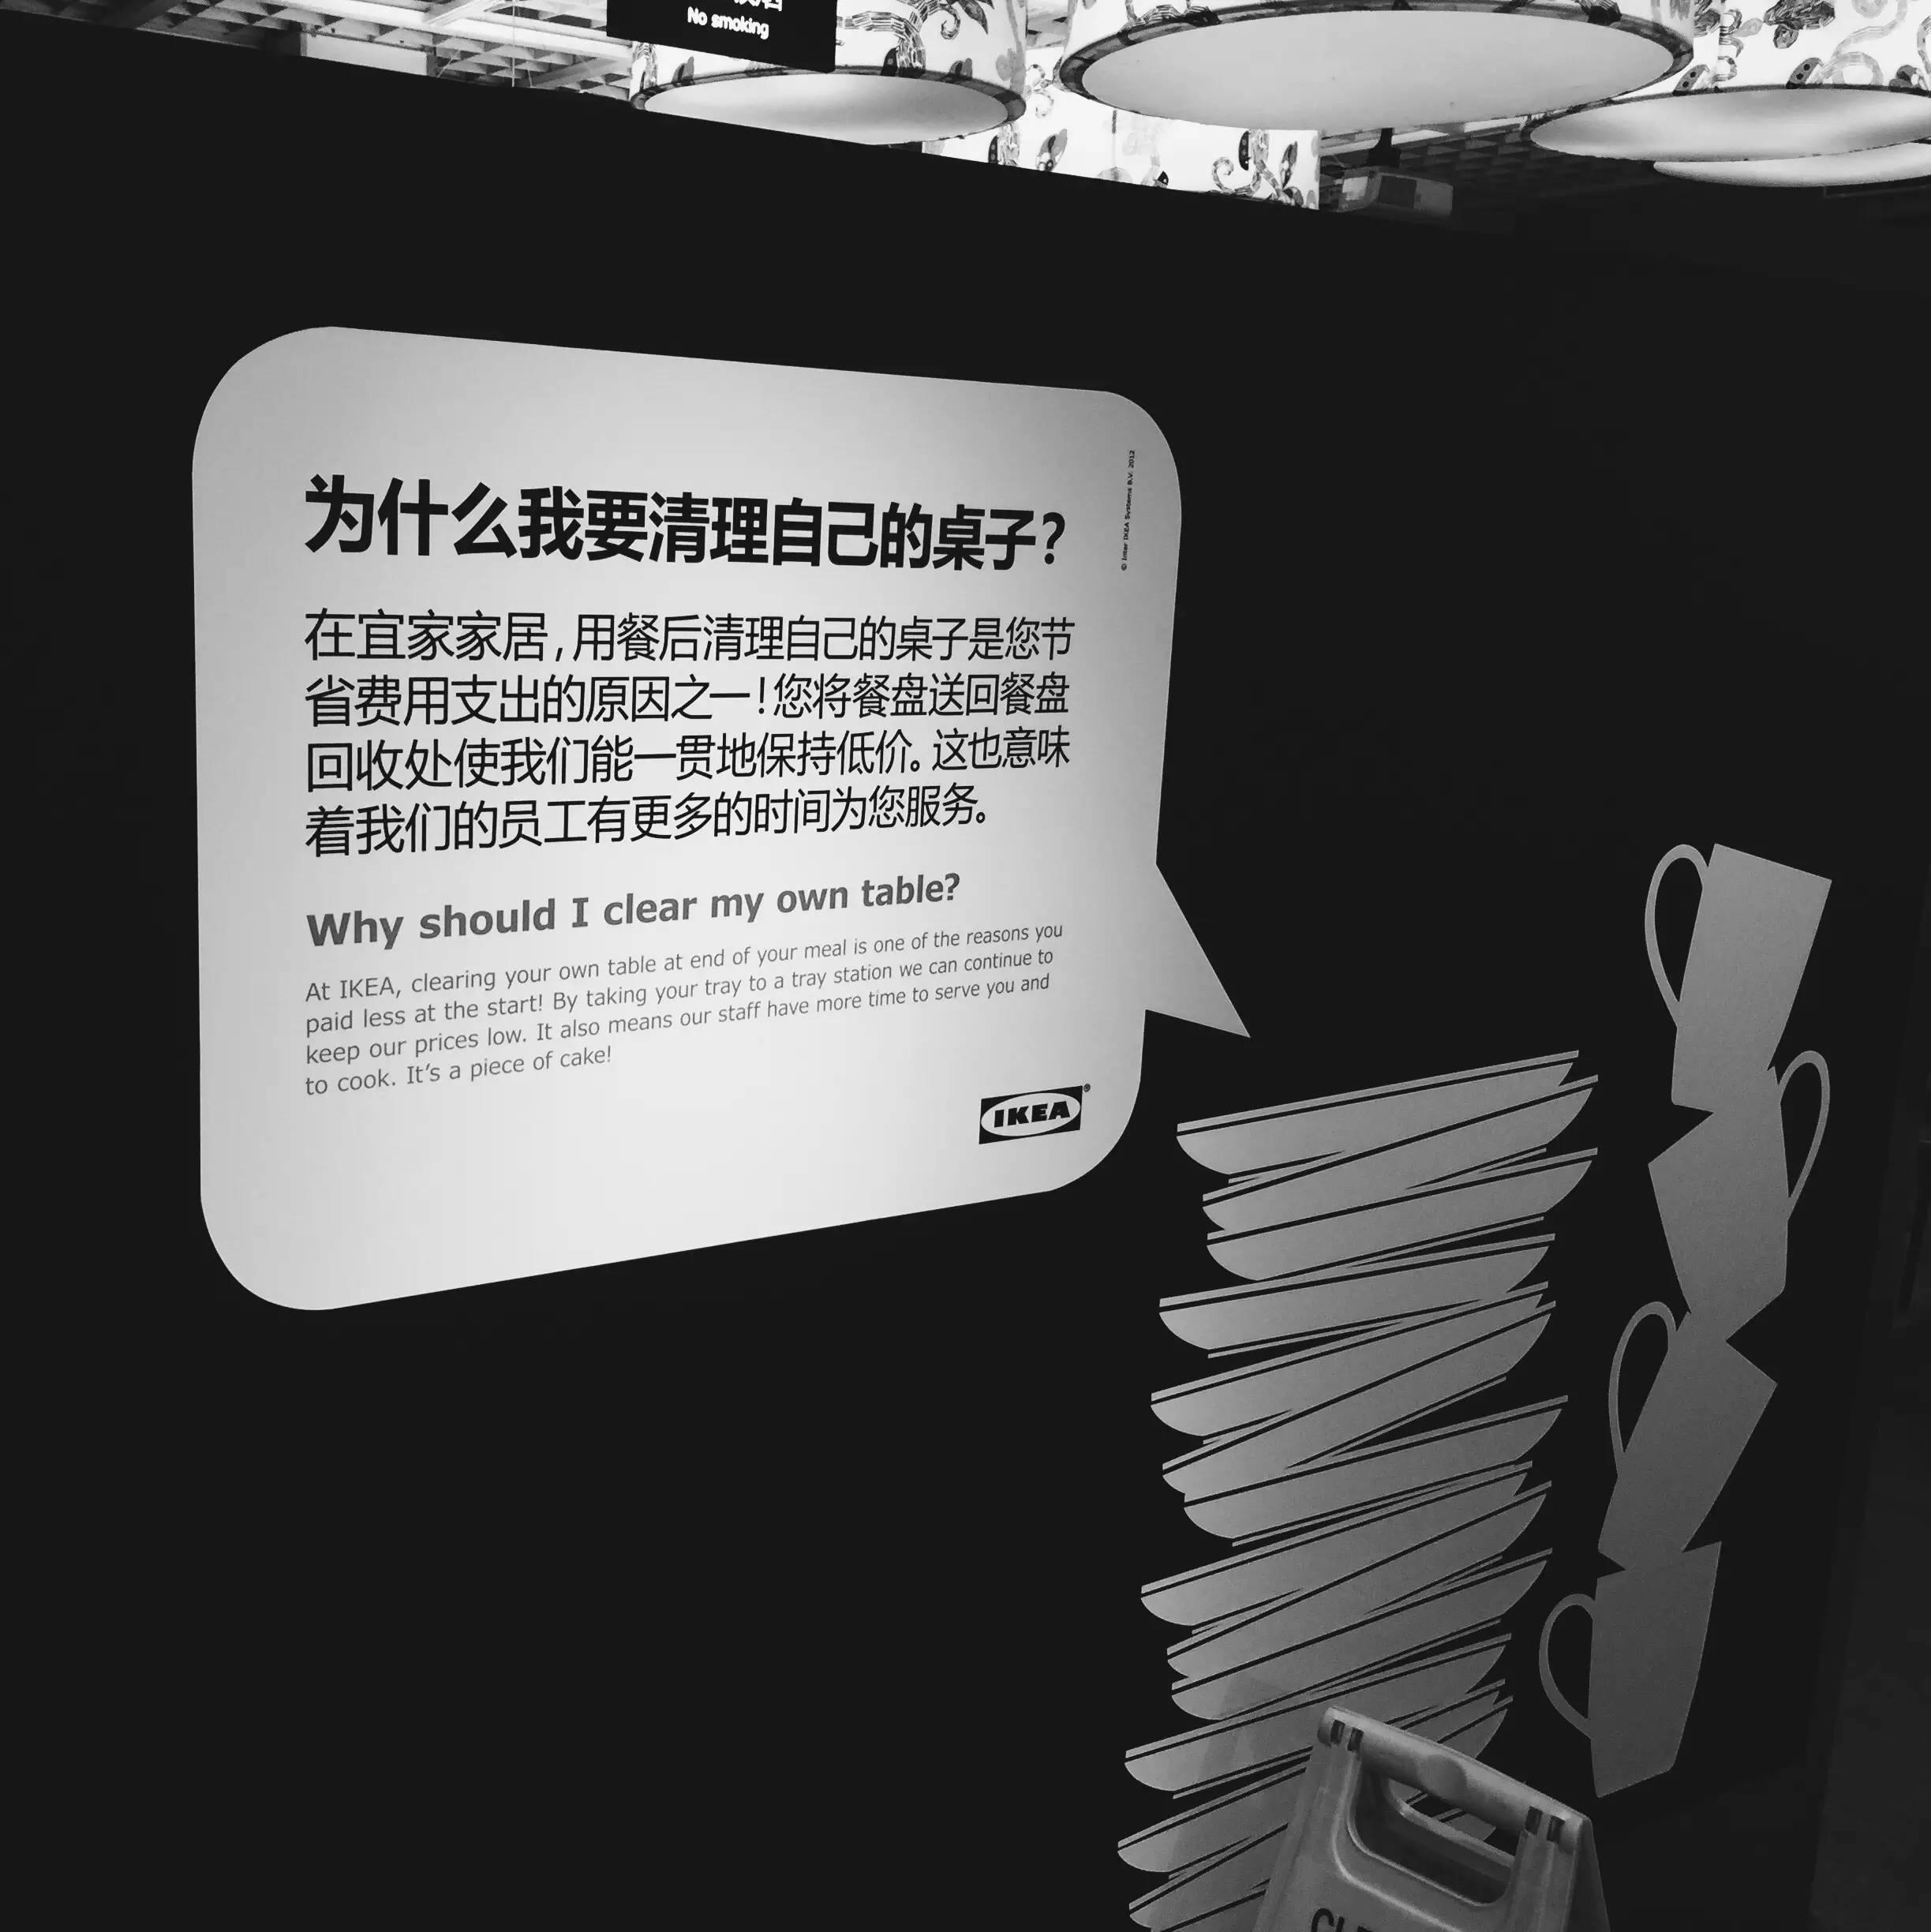 No smoking
为什么我要清理自己的桌子?
© Inter IKEA Systems B.V. 2012
在宜家家居,用餐后清理自己的桌子是您节
省费用支出的原因之一!您将餐盘送回餐盘
回收处使我们能一贯地保持低价。这也意味
着我们的员工有更多的时间为您服务。
Why should I clear my own table?
At IKEA, clearing your own table at end of your meal is one of the reasons you
paid less at the start! By taking your tray to a tray station we can continue to
keep our prices low. It also means our staff have more time to serve you and
to cook. It's a piece of cake!
IKEA®